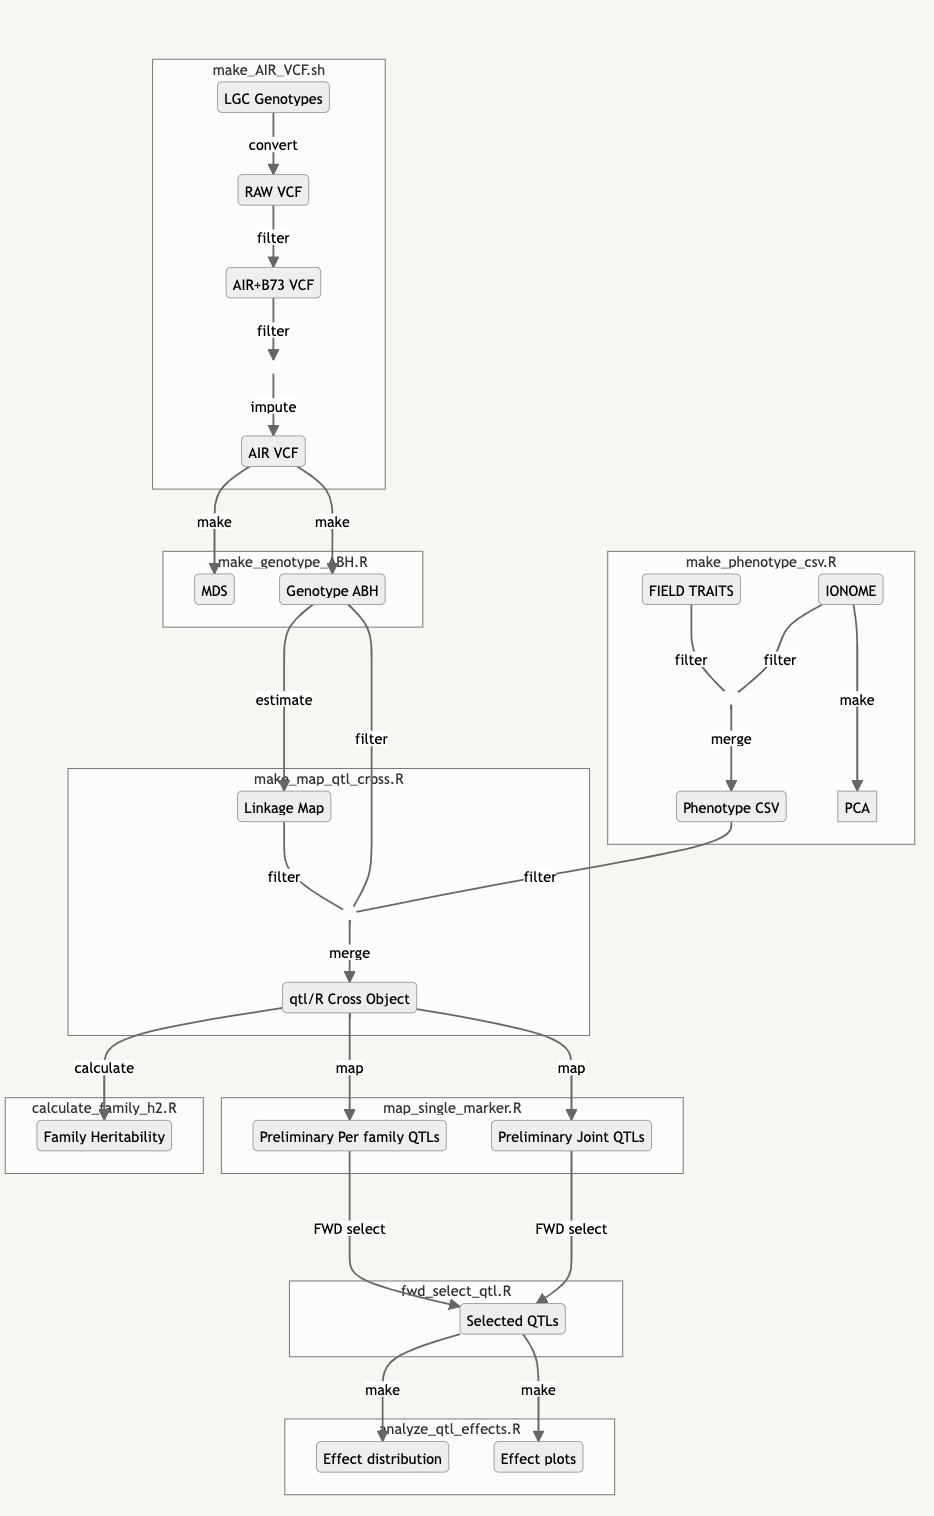 make_AIR_VCF.sh
LGC Genotypes
convert
RAW VCF
filter
AIR+B73 VCF
filter
impute
AIR VCF
make
make
make_genotype_ABH.R
MDS
Genotype ABH
make_phenotype_csv.R
FIELD TRAITS
IONOME
filter
filter
estimate
make
filter
merge
make_map_qtl_cross.R
Linkage Map
Phenotype CSV
PCA
filter
filter
merge
qtl/R Cross Object
calculate
map
map
calculate_family_h2.R
map_single_marker.R
Family Heritability
Preliminary Per family QTLs
Preliminary Joint QTLs
FWD select
FWD select
fwd_select_qtl.R
Selected QTLs
make
make
analyze_qtl_effects.R
Effect distribution
Effect plots